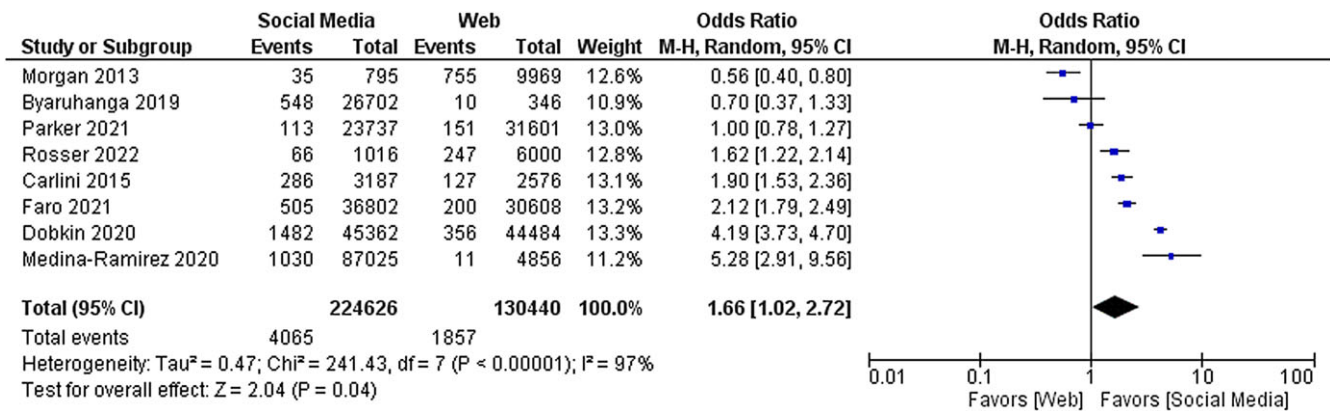 Social Media Web Odds Ratio Odds Ratio
Study or Subgroup Events Total Events Total Weight M-H, Random, 95% CI M-H, Random, 95% CI
Morgan 2013 35 795 755 9969 12.6% 0.56 [0.40, 0.80]
Byaruhanga 2019 548 26702 10 346 10.9% 0.70 [0.37, 1.33]
Parker 2021 113 23737 151 31601 13.0% 1.00 [0.78, 1.27]
Rosser 2022 66 1016 247 6000 12.8% 1.62 [1.22, 2.14]
Carlini 2015 286 3187 127 2576 13.1% 1.90 [1.53, 2.36]
Faro 2021 505 36802 200 30608 13.2% 2.12 [1.79, 2.49]
Dobkin 2020 1482 45362 356 44484 13.3% 4.19 [3.73, 4.70]
Medina-Ramirez 2020 1030 87025 11 4856 11.2% 5.28 [2.91, 9.56]
Total (95% CI) 224626 130440 100.0% 1.66 [1.02, 2.72]
Total events 4065 1857
Heterogeneity: Tau² = 0.47; Chi² = 241.43, df = 7 (P < 0.00001); I² = 97%
Test for overall effect: Z = 2.04 (P = 0.04)
0.01 0.1 1 10 100
Favors [Web] Favors [Social Media]